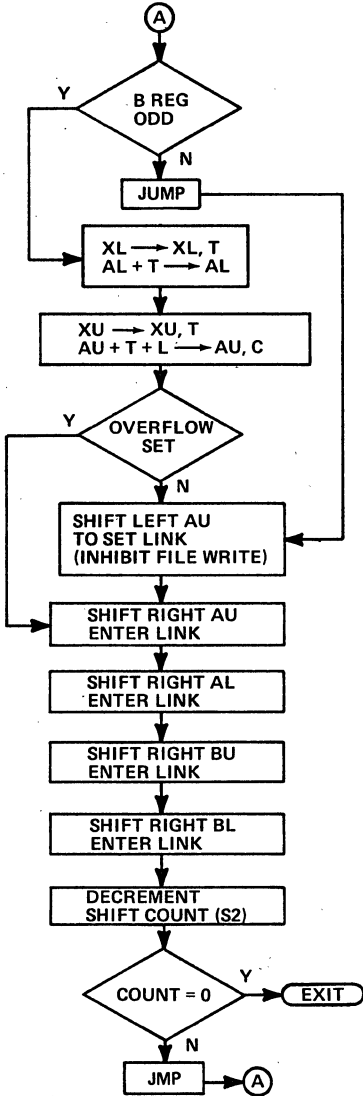 A
B REG
ODD
Y
N
JUMP
XL → XL, T
AL + T → AL
XU → XU, T
AU + T + L → AU, C
OVERFLOW
SET
Y
N
SHIFT LEFT AU
TO SET LINK
(INHIBIT FILE WRITE)
SHIFT RIGHT AU
ENTER LINK
SHIFT RIGHT AL
ENTER LINK
SHIFT RIGHT BU
ENTER LINK
SHIFT RIGHT BL
ENTER LINK
DECREMENT
SHIFT COUNT (S2)
COUNT = 0
Y
EXIT
N
JMP
A